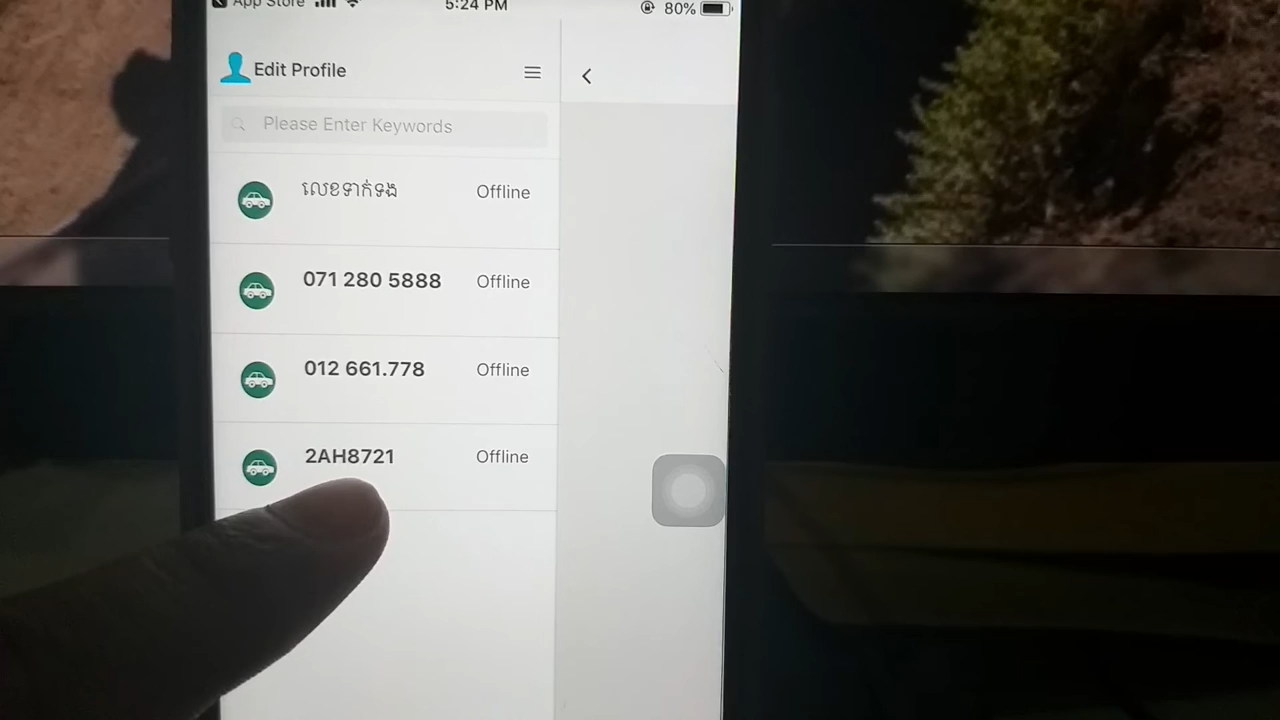 App Store 5:24 PM 80%
Edit Profile
Please Enter Keywords
លេខទាក់ទង Offline
071 280 5888 Offline
012 661.778 Offline
2AH8721 Offline